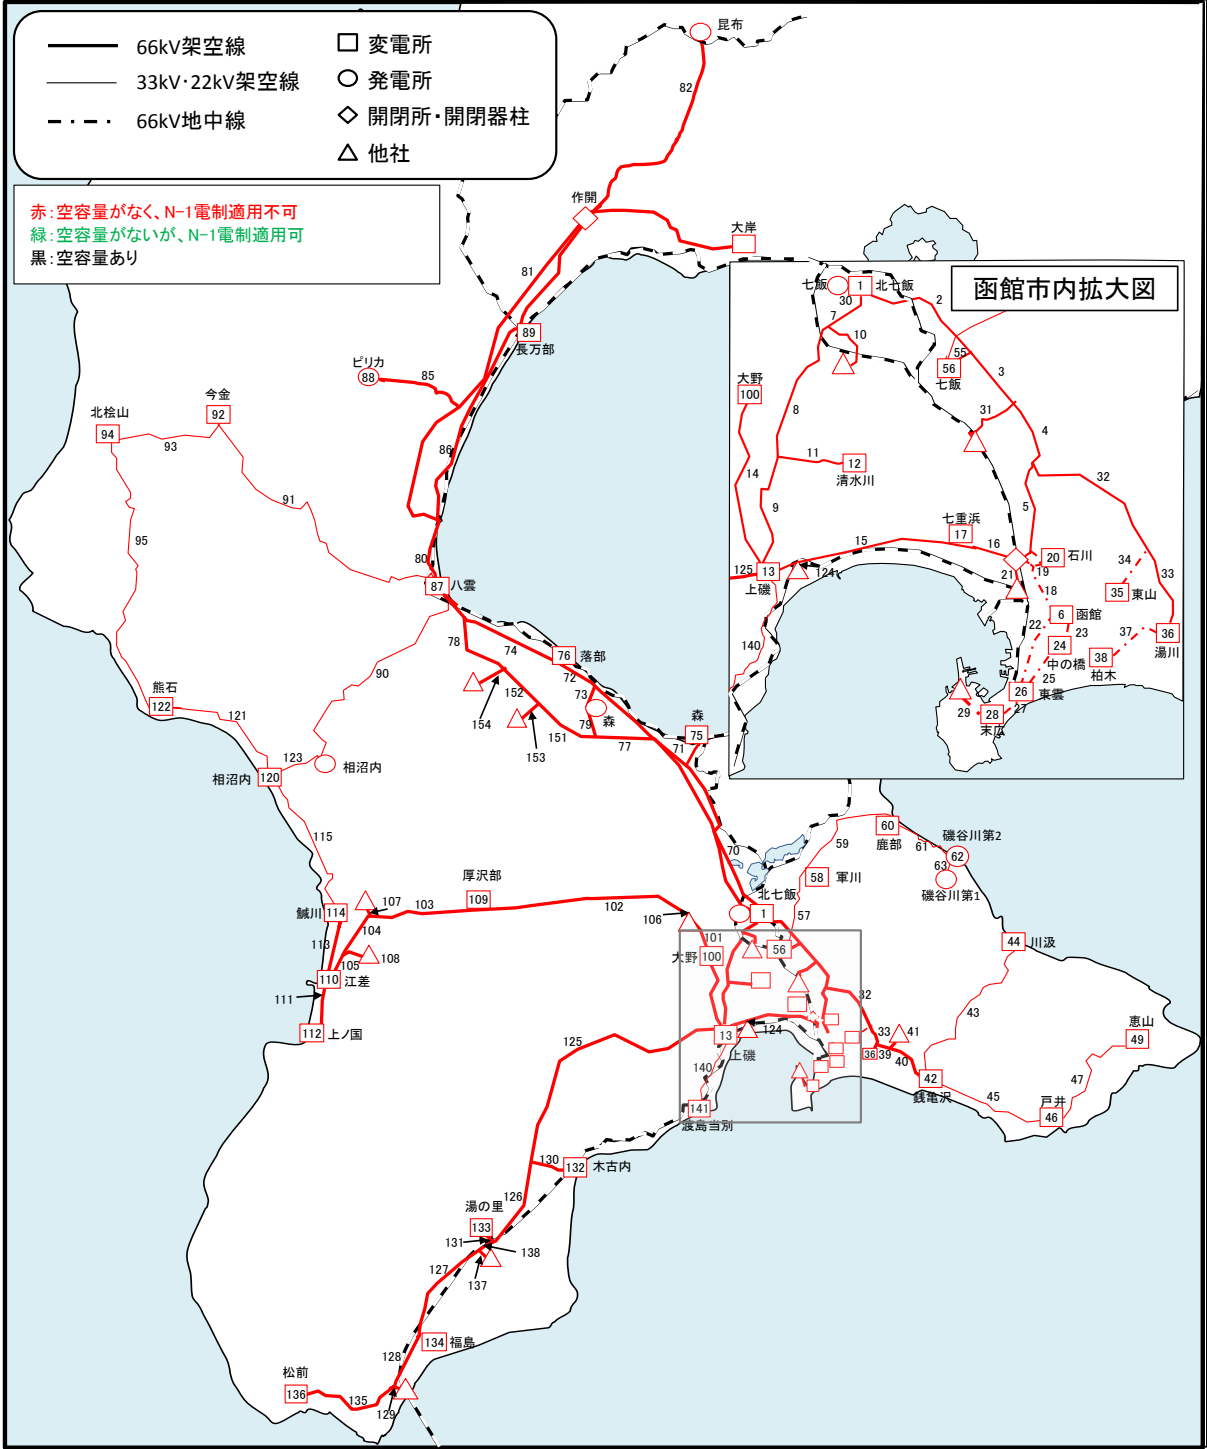 66kV架空線
33kV・22kV架空線
66kV地中線
変電所
発電所
開閉所・開閉器柱
他社
赤：空容量がなく、N-1電制適用不可
緑：空容量がないが、N-1電制適用可
黒：空容量あり
昆布
82
作開
大岸
81
89
長万部
ピリカ
88
85
今金
92
北桧山
94
93
86
91
95
80
87
八雲
78
74
76
落部
72
90
73
152
154
森
79
153
151
77
森
75
71
熊石
122
121
123
相沼内
相沼内
120
115
70
59
60
鹿部
61
磯谷川第2
62
63
磯谷川第1
58
軍川
厚沢部
109
107
103
102
106
鰔川
114
104
113
105
108
110
江差
111
112
上ノ国
北七飯
1
57
101
56
大野
100
44
川汲
32
43
恵山
49
125
13
124
上磯
33
41
36
39
40
47
140
42
銭亀沢
45
戸井
46
141
渡島当別
130
132
木古内
126
湯の里
133
131
138
127
137
134
福島
128
松前
136
135
129
函館市内拡大図
七飯
1
北七飯
30
2
7
10
55
56
七飯
3
大野
100
8
31
4
11
12
清水川
14
32
9
5
七重浜
17
15
16
20
石川
34
125
13
上磯
124
21
19
18
33
35
東山
6
函館
22
23
37
36
湯川
140
24
中の橋
38
柏木
25
26
東雲
27
29
28
末広